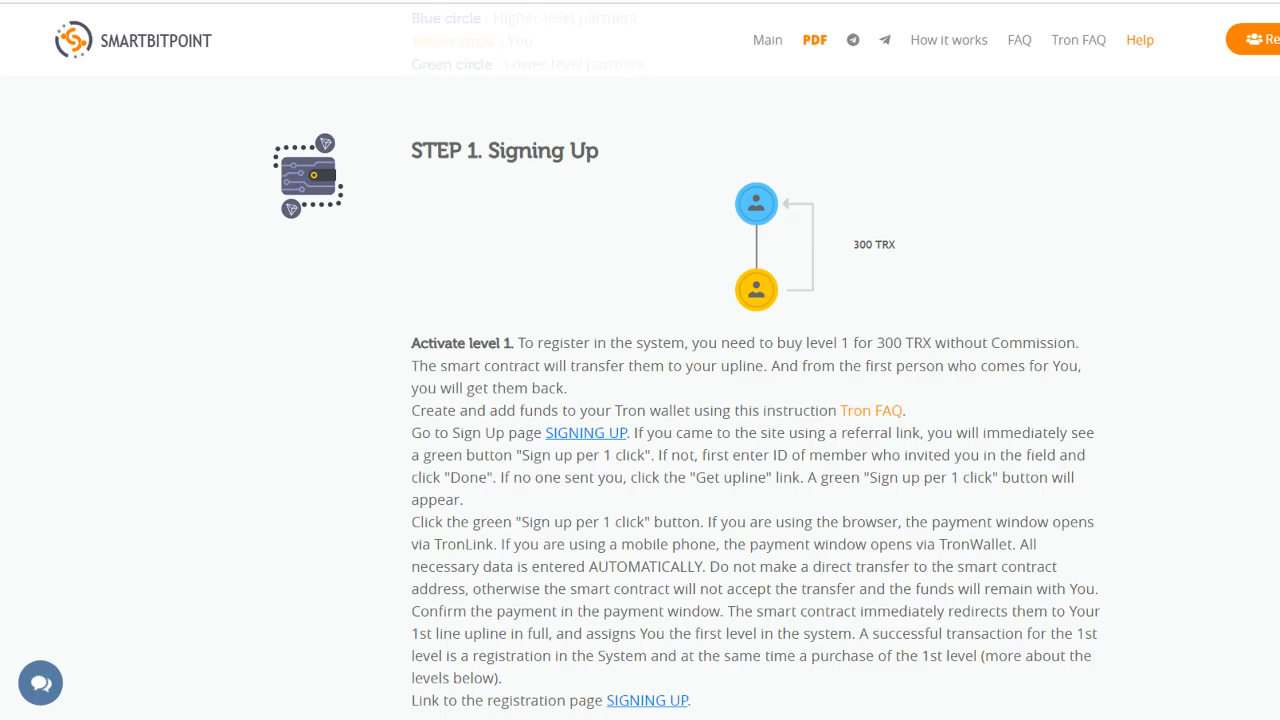 Blue circle - Higher-level partners
SMARTBITPOINT
Main
PDF
How it works
FAQ
Tron FAQ
Help
Re
Yellow circle - You
Green circle - Lower-level partners
STEP 1. Signing Up
300 TRX
Activate level 1. To register in the system, you need to buy level 1 for 300 TRX without Commission.
The smart contract will transfer them to your upline. And from the first person who comes for You,
you will get them back.
Create and add funds to your Tron wallet using this instruction Tron FAQ.
Go to Sign Up page SIGNING UP. If you came to the site using a referral link, you will immediately see
a green button "Sign up per 1 click". If not, first enter ID of member who invited you in the field and
click "Done". If no one sent you, click the "Get upline" link. A green "Sign up per 1 click" button will
appear.
Click the green "Sign up per 1 click" button. If you are using the browser, the payment window opens
via TronLink. If you are using a mobile phone, the payment window opens via TronWallet. All
necessary data is entered AUTOMATICALLY. Do not make a direct transfer to the smart contract
address, otherwise the smart contract will not accept the transfer and the funds will remain with You.
Confirm the payment in the payment window. The smart contract immediately redirects them to Your
1st line upline in full, and assigns You the first level in the system. A successful transaction for the 1st
level is a registration in the System and at the same time a purchase of the 1st level (more about the
levels below).
Link to the registration page SIGNING UP.